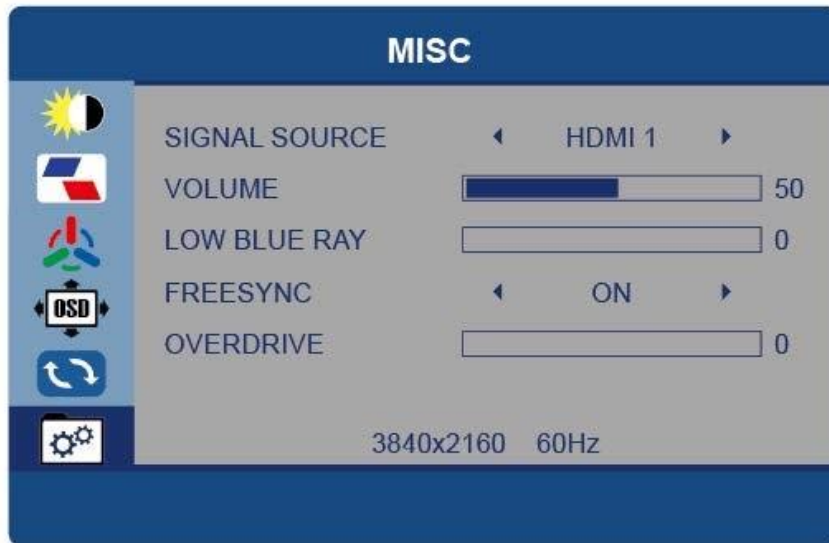 MISC
SIGNAL SOURCE HDMI 1
VOLUME 50
LOW BLUE RAY 0
FREESYNC ON
OSD
OVERDRIVE 0
3840x2160 60Hz